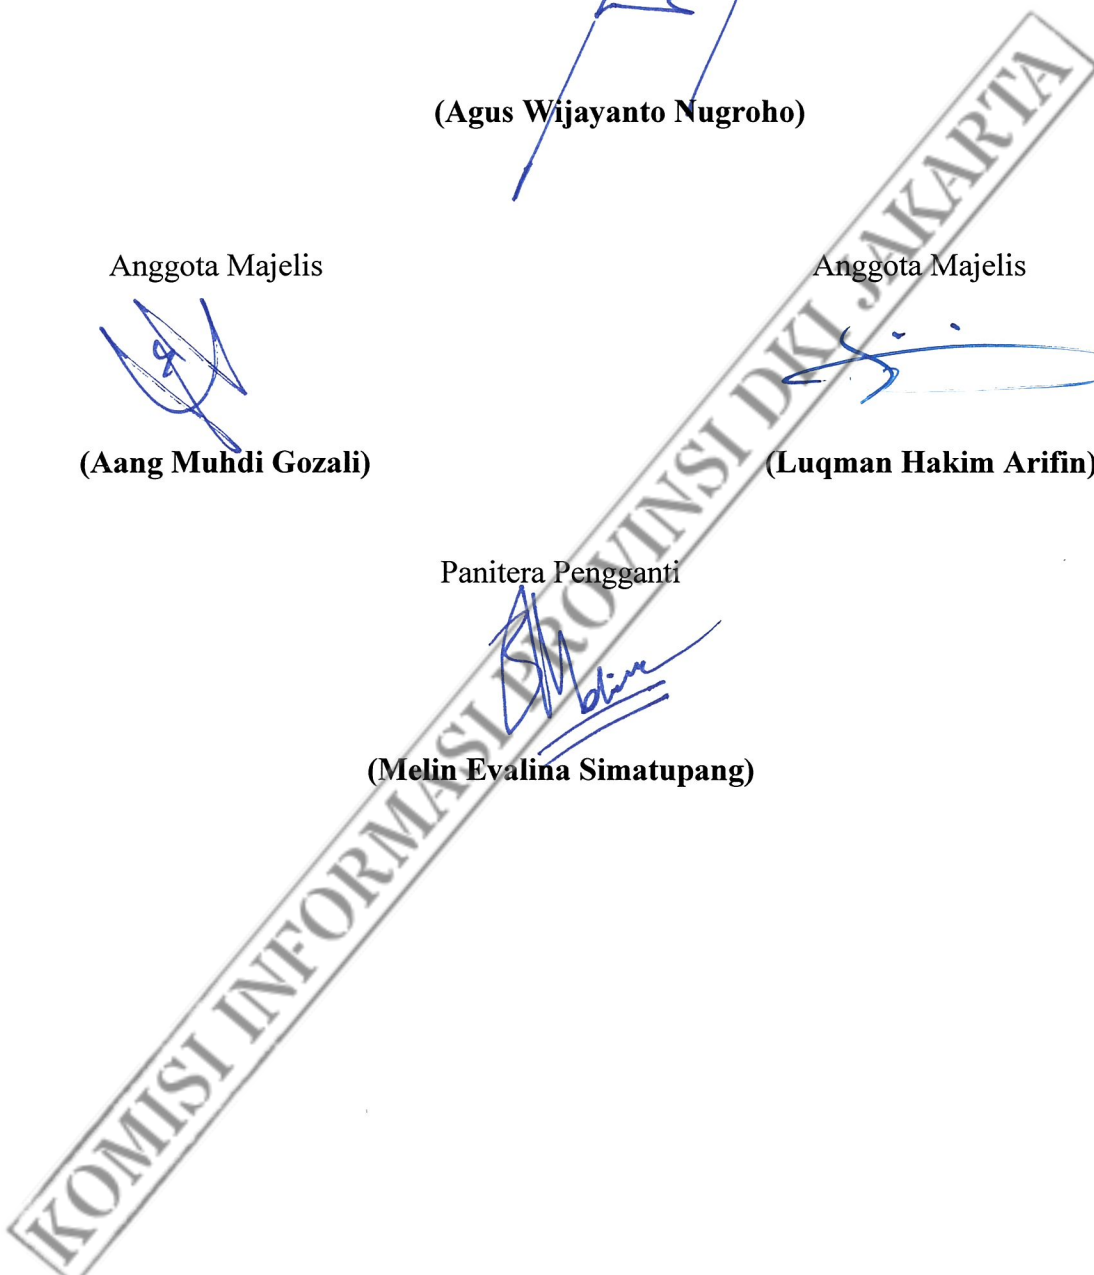 (Agus Wijayanto Nugroho)
Anggota Majelis
Anggota Majelis
(Aang Muhdi Gozali)
(Luqman Hakim Arifin)
Panitera Pengganti
(Melin Evalina Simatupang)
KOMISI INFORMASI PROVINSI DKI JAKARTA